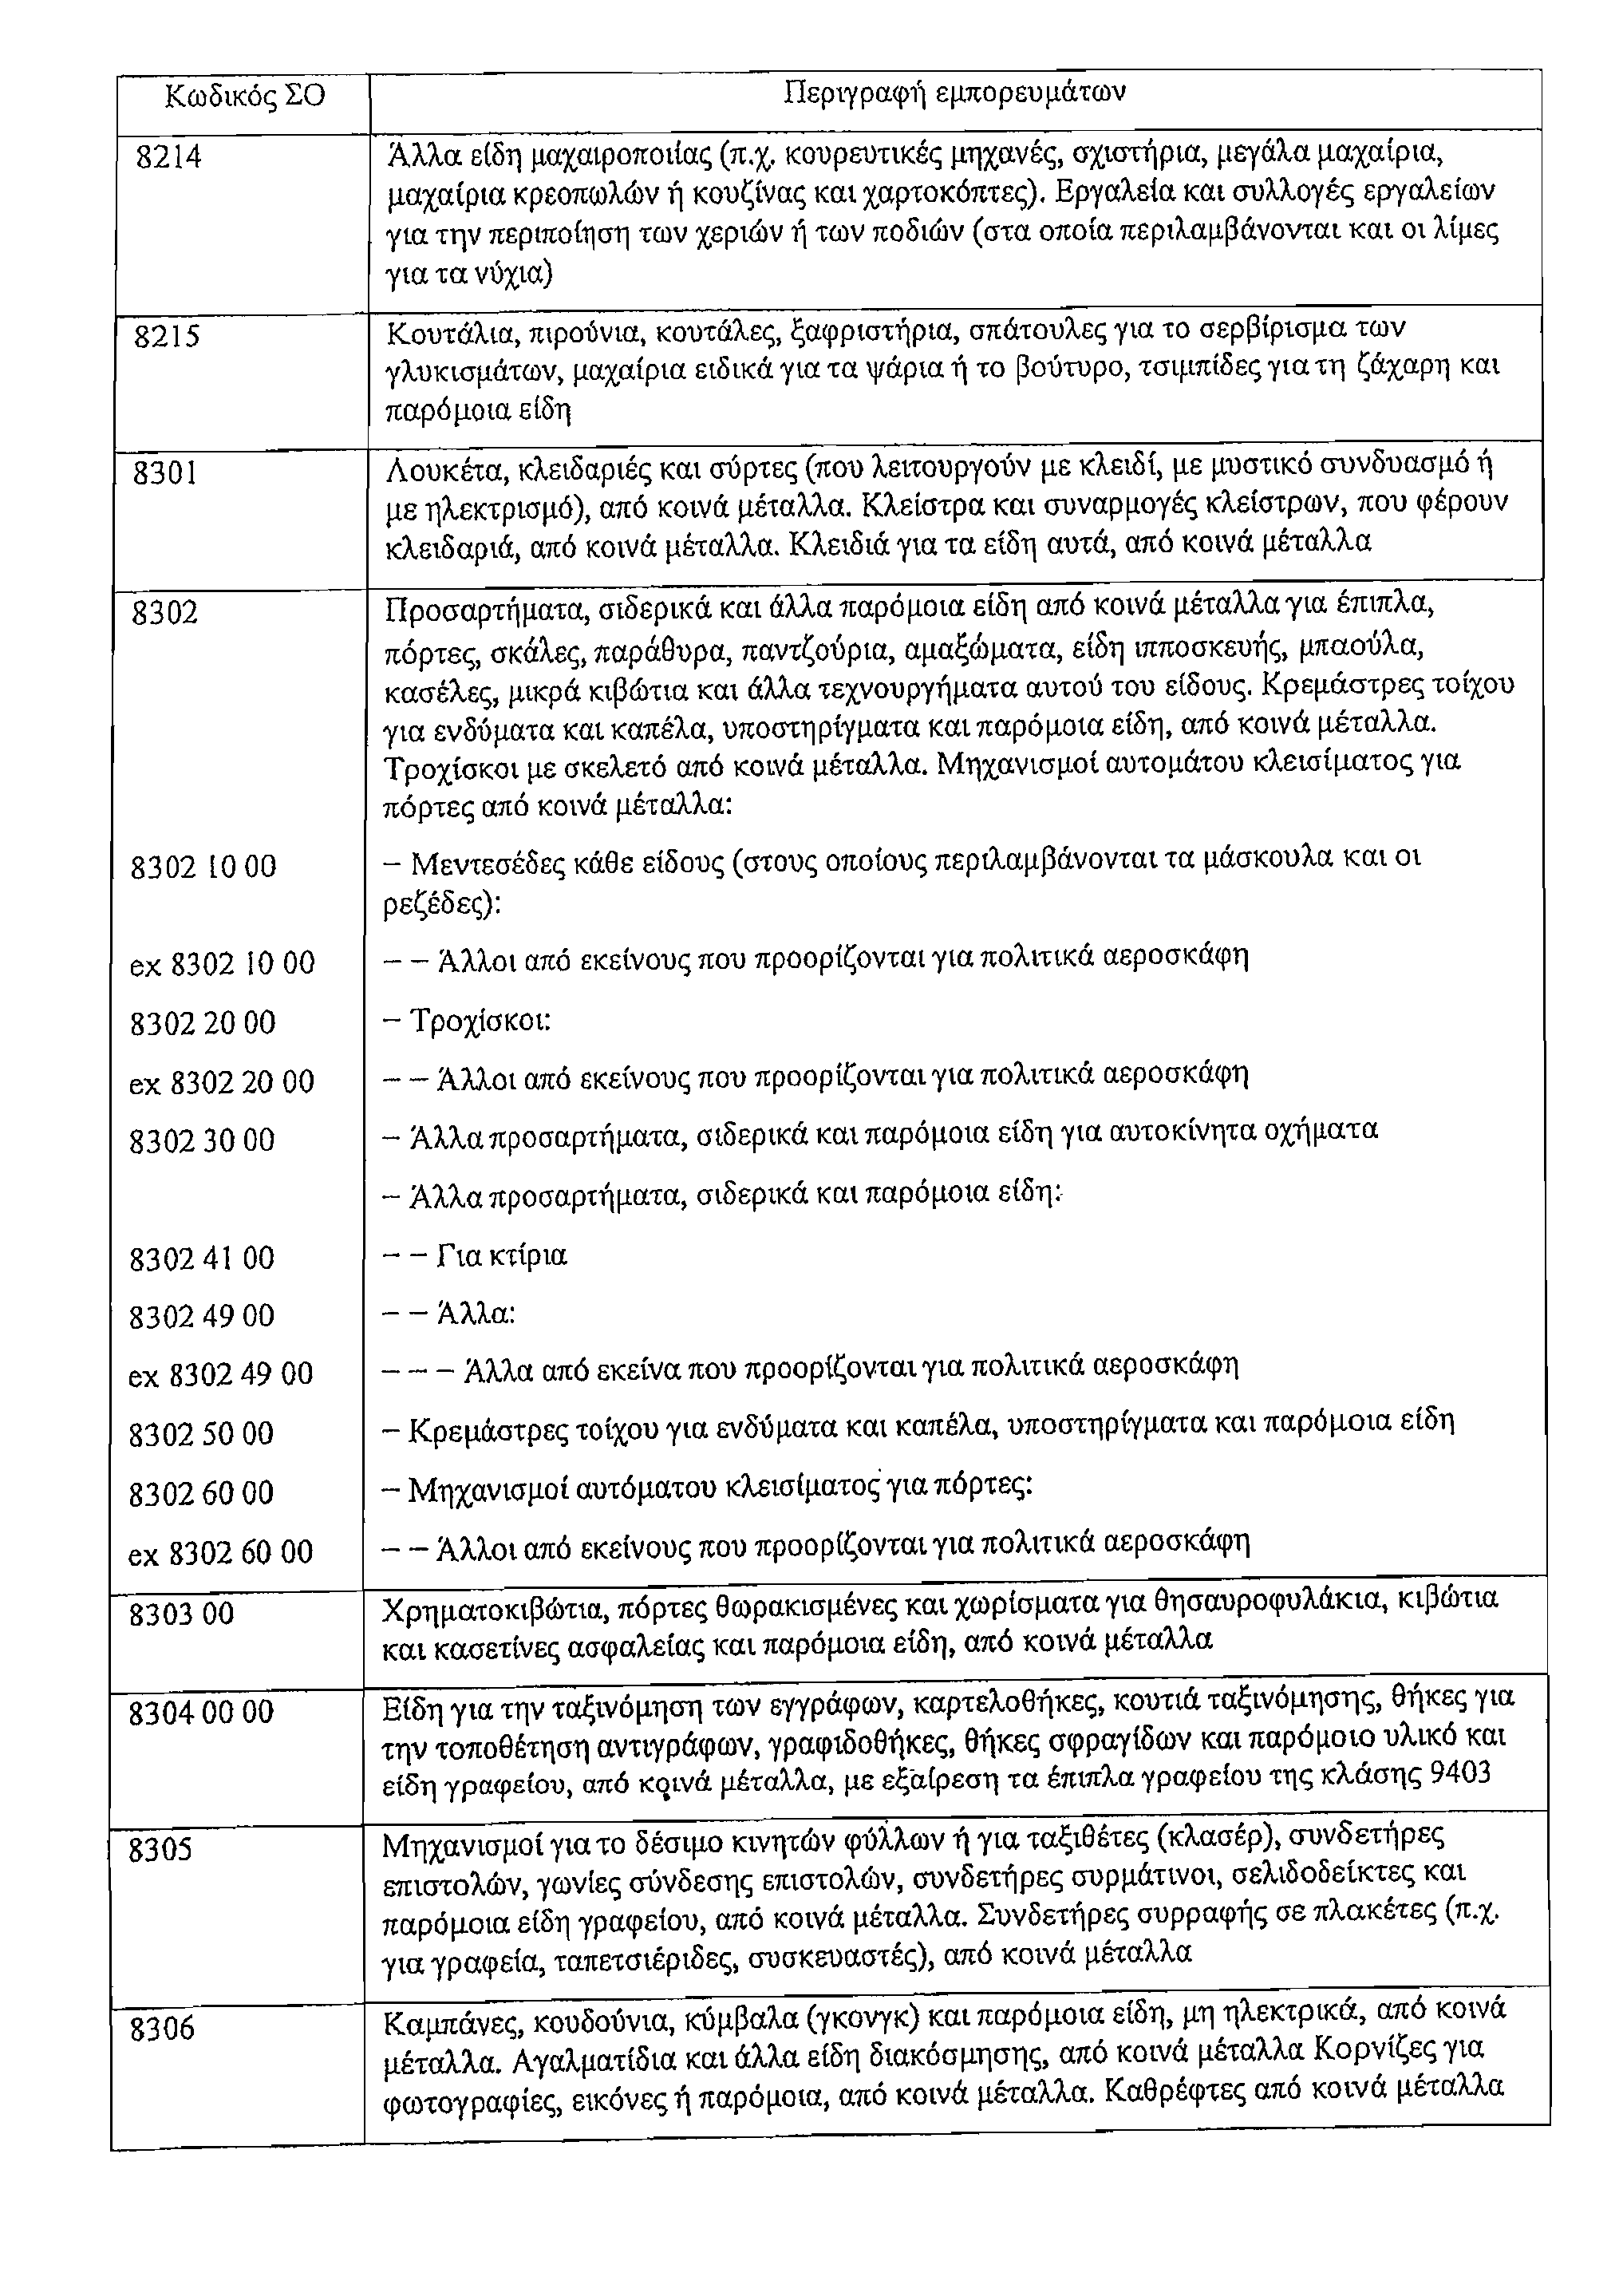 Κωδικός ΣΟ
Περιγραφή εμπορευμάτων
8214
Άλλα είδη μαχαιροποιίας (π.χ. κουρευτικές μηχανές, σχιστήρια, μεγάλα μαχαίρια,
μαχαίρια κρεοπωλών ή κουζίνας και χαρτοκόπτες). Εργαλεία και συλλογές εργαλείων
για την περιποίηση των χεριών ή των ποδιών (στα οποία περιλαμβάνονται και οι λίμες
για τα νύχια)
8215
Κουτάλια, πιρούνια, κουτάλες, ξαφριστήρια, σπάτουλες για το σερβίρισμα των
γλυκισμάτων, μαχαίρια ειδικά για τα ψάρια ή το βούτυρο, τσιμπίδες για τη ζάχαρη και
παρόμοια είδη
8301
Λουκέτα, κλειδαριές και σύρτες (που λειτουργούν με κλειδί, με μυστικό συνδυασμό ή
με ηλεκτρισμό), από κοινά μέταλλα. Κλείστρα και συναρμογές κλείστρων, που φέρουν
κλειδαριά, από κοινά μέταλλα. Κλειδιά για τα είδη αυτά, από κοινά μέταλλα
8302
Προσαρτήματα, σιδερικά και άλλα παρόμοια είδη από κοινά μέταλλα για έπιπλα,
πόρτες, σκάλες, παράθυρα, παντζούρια, αμαξώματα, είδη ιπποσκευής, μπαούλα,
κασέλες, μικρά κιβώτια και άλλα τεχνουργήματα αυτού του είδους. Κρεμάστρες τοίχου
για ενδύματα και καπέλα, υποστηρίγματα και παρόμοια είδη, από κοινά μέταλλα.
Τροχίσκοι με σκελετό από κοινά μέταλλα. Μηχανισμοί αυτομάτου κλεισίματος για
πόρτες από κοινά μέταλλα:
8302 10 00
– Μεντεσέδες κάθε είδους (στους οποίους περιλαμβάνονται τα μάσκουλα και οι
ρεζέδες):
ex 8302 10 00
– – Άλλοι από εκείνους που προορίζονται για πολιτικά αεροσκάφη
8302 20 00
– Τροχίσκοι:
ex 8302 20 00
– – Άλλοι από εκείνους που προορίζονται για πολιτικά αεροσκάφη
8302 30 00
– Άλλα προσαρτήματα, σιδερικά και παρόμοια είδη για αυτοκίνητα οχήματα
– Άλλα προσαρτήματα, σιδερικά και παρόμοια είδη:
8302 41 00
– – Για κτίρια
8302 49 00
– – Άλλα:
ex 8302 49 00
– – – Άλλα από εκείνα που προορίζονται για πολιτικά αεροσκάφη
8302 50 00
– Κρεμάστρες τοίχου για ενδύματα και καπέλα, υποστηρίγματα και παρόμοια είδη
8302 60 00
– Μηχανισμοί αυτόματου κλεισίματος για πόρτες:
ex 8302 60 00
– – Άλλοι από εκείνους που προορίζονται για πολιτικά αεροσκάφη
8303 00
Χρηματοκιβώτια, πόρτες θωρακισμένες και χωρίσματα για θησαυροφυλάκια, κιβώτια
και κασετίνες ασφαλείας και παρόμοια είδη, από κοινά μέταλλα
8304 00 00
Είδη για την ταξινόμηση των εγγράφων, καρτελοθήκες, κουτιά ταξινόμησης, θήκες για
την τοποθέτηση αντιγράφων, γραφιδοθήκες, θήκες σφραγίδων και παρόμοιο υλικό και
είδη γραφείου, από κοινά μέταλλα, με εξαίρεση τα έπιπλα γραφείου της κλάσης 9403
8305
Μηχανισμοί για το δέσιμο κινητών φύλλων ή για ταξιθέτες (κλασέρ), συνδετήρες
επιστολών, γωνίες σύνδεσης επιστολών, συνδετήρες συρμάτινοι, σελιδοδείκτες και
παρόμοια είδη γραφείου, από κοινά μέταλλα. Συνδετήρες συρραφής σε πλακέτες (π.χ.
για γραφεία, ταπετσιέριδες, συσκευαστές), από κοινά μέταλλα
8306
Καμπάνες, κουδούνια, κύμβαλα (γκονγκ) και παρόμοια είδη, μη ηλεκτρικά, από κοινά
μέταλλα. Αγαλματίδια και άλλα είδη διακόσμησης, από κοινά μέταλλα Κορνίζες για
φωτογραφίες, εικόνες ή παρόμοια, από κοινά μέταλλα. Καθρέφτες από κοινά μέταλλα